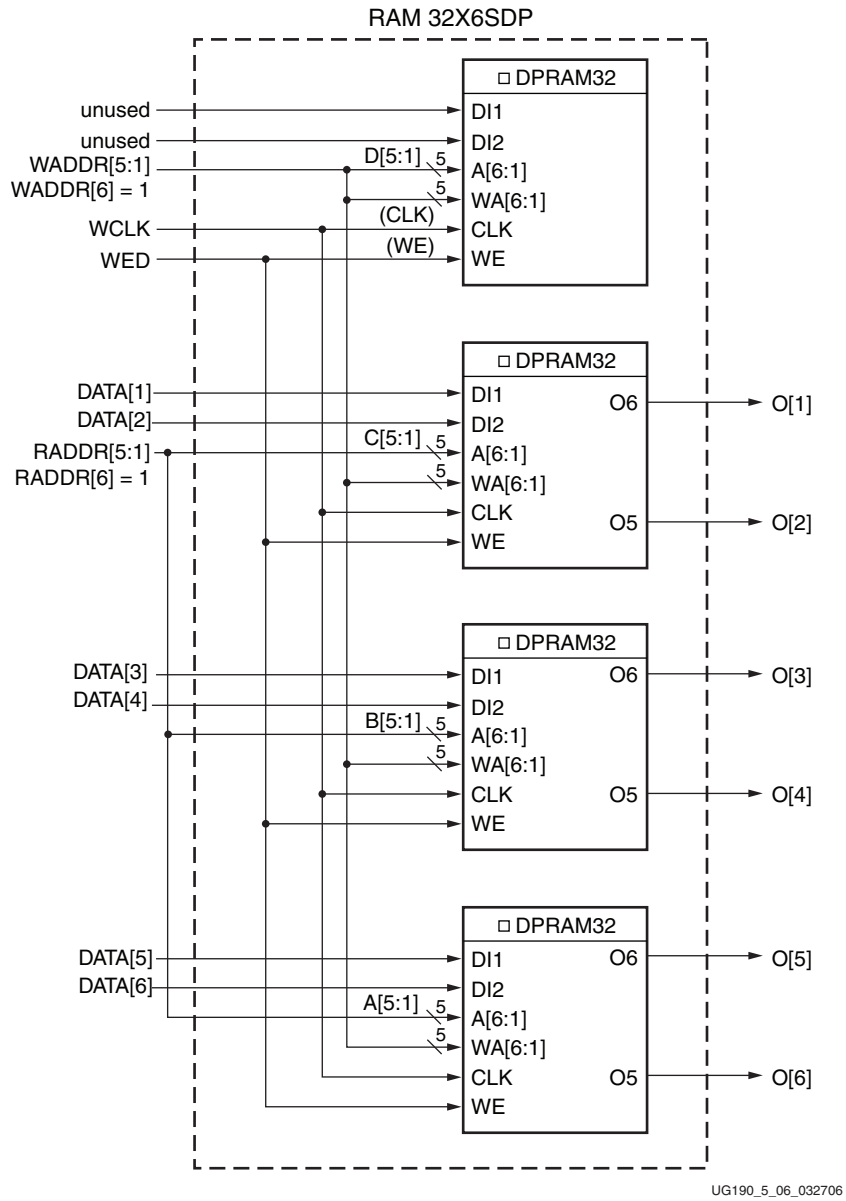 RAM 32X6SDP
DPRAM32
unused
DI1
unused
DI2
WADDR[5:1]
D[5:1]
5
A[6:1]
WADDR[6] = 1
5
WA[6:1]
WCLK
(CLK)
CLK
WED
(WE)
WE
DPRAM32
DATA[1]
DI1
O6
O[1]
DATA[2]
DI2
RADDR[5:1]
C[5:1]
5
A[6:1]
RADDR[6] = 1
5
WA[6:1]
CLK
O5
O[2]
WE
DPRAM32
DATA[3]
DI1
O6
O[3]
DATA[4]
DI2
B[5:1]
5
A[6:1]
5
WA[6:1]
CLK
O5
O[4]
WE
DPRAM32
DATA[5]
DI1
O6
O[5]
DATA[6]
DI2
A[5:1]
5
A[6:1]
5
WA[6:1]
CLK
O5
O[6]
WE
UG190_5_06_032706